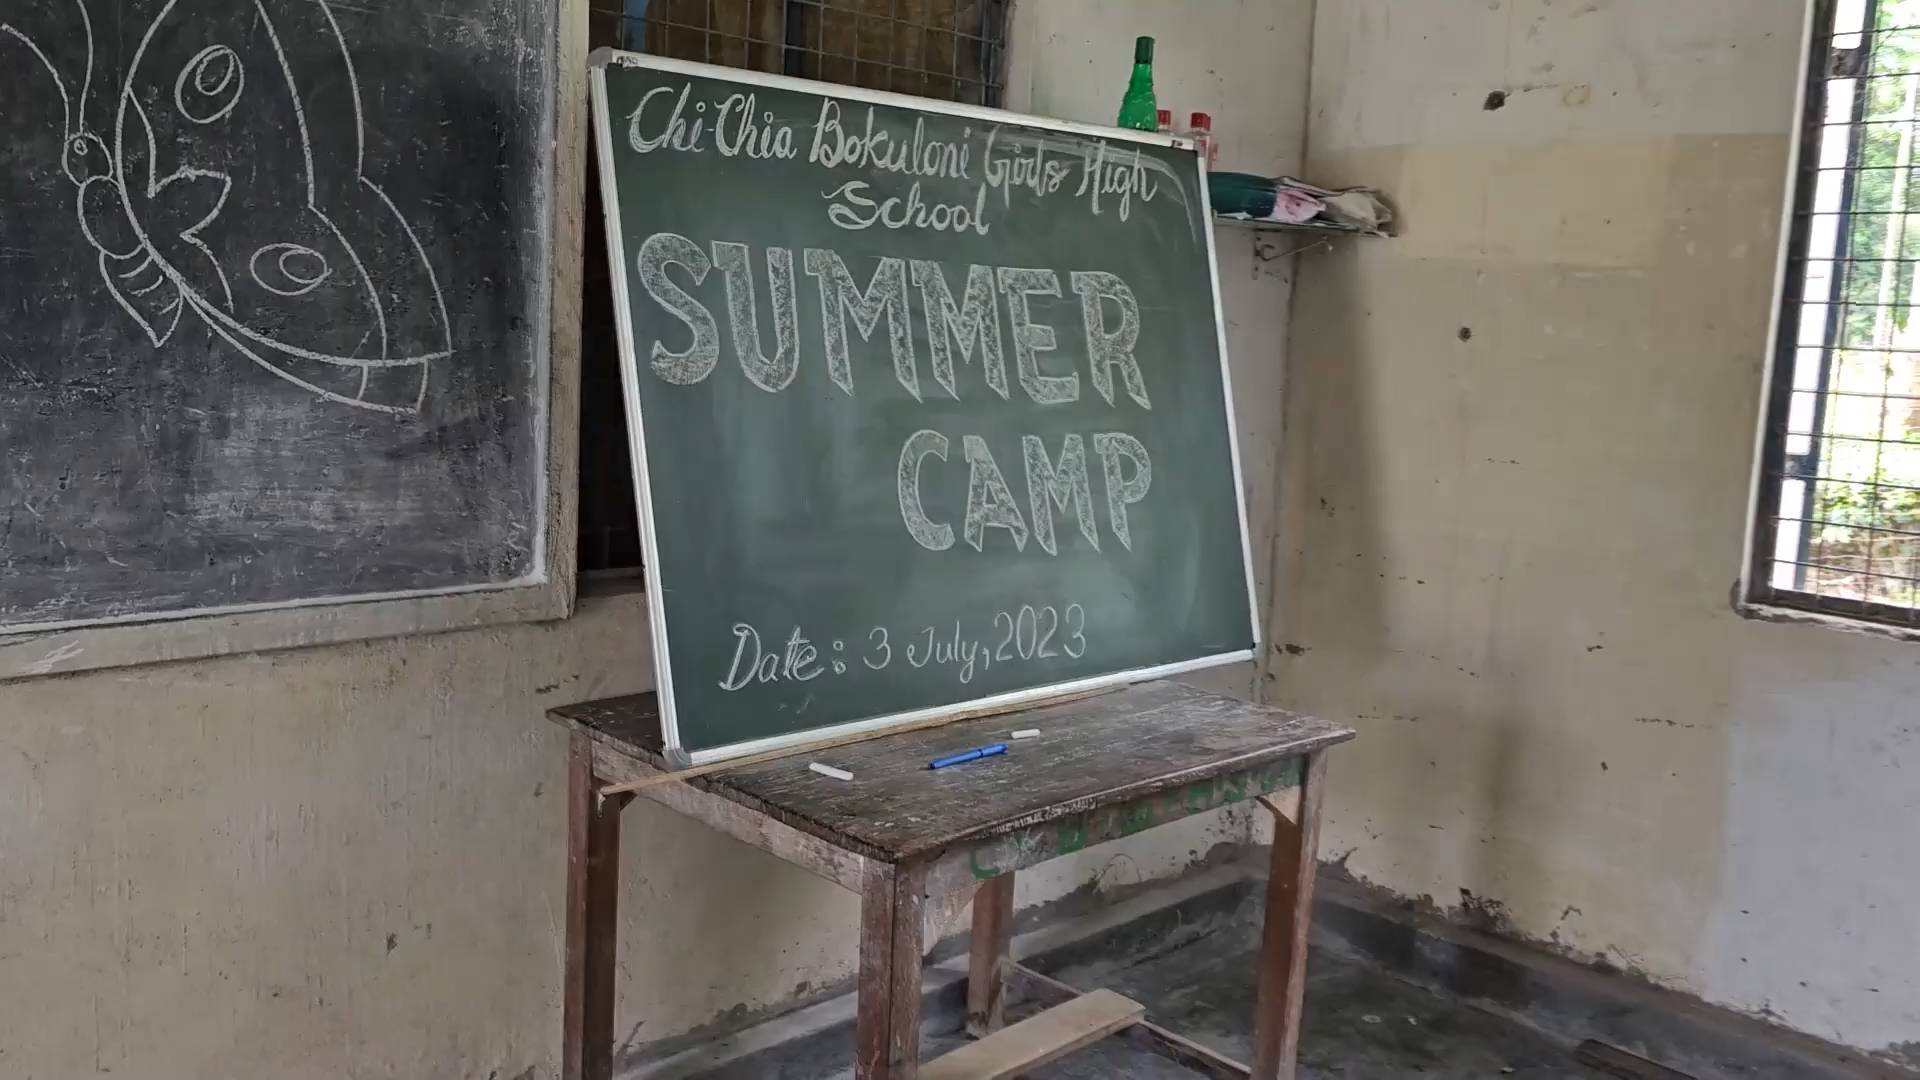 Chi-Chia Bokuloni Girls High
School
SUMMER
CAMP
Date: 3 July, 2023